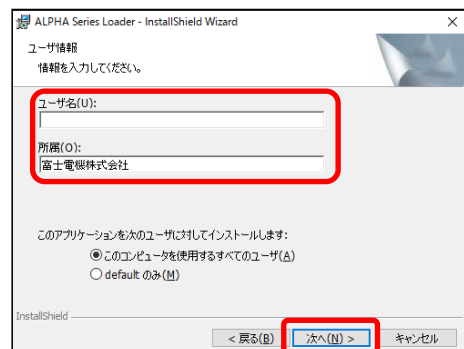 ALPHA Series Loader - InstallShield Wizard
ユーザ情報
情報を入力してください。
ユーザ名(U):
所属(O):
富士電機株式会社
このアプリケーションを次のユーザに対してインストールします:
このコンピュータを使用するすべてのユーザ(A)
default のみ(M)
InstallShield
< 戻る(B) 次へ(N) > キャンセル